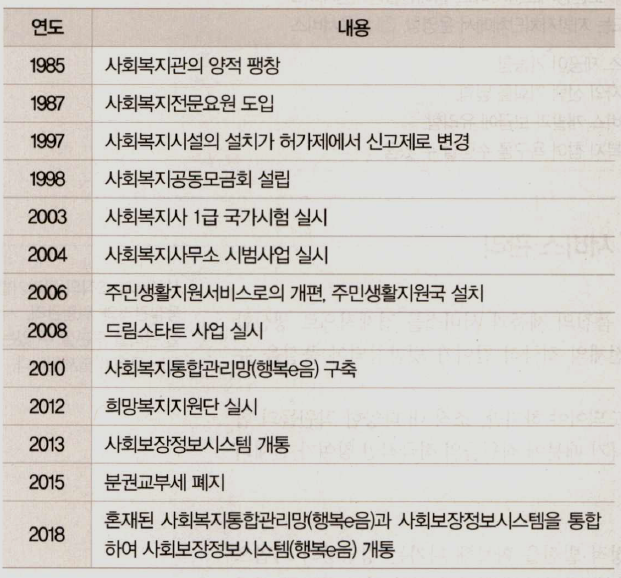 연도 내용
1985 사회복지관의 양적 팽창
1987 사회복지전문요원 도입
1997 사회복지시설의 설치가 허가제에서 신고제로 변경
1998 사회복지공동모금회 설립
2003 사회복지사 1급 국가시험 실시
2004 사회복지사무소 시범사업 실시
2006 주민생활지원서비스로의 개편, 주민생활지원국 설치
2008 드림스타트 사업 실시
2010 사회복지통합관리망(행복e음) 구축
2012 희망복지지원단 실시
2013 사회보장정보시스템 개통
2015 분권교부세 폐지
2018 혼재된 사회복지통합관리망(행복e음)과 사회보장정보시스템을 통합
하여 사회보장정보시스템(행복e음) 개통